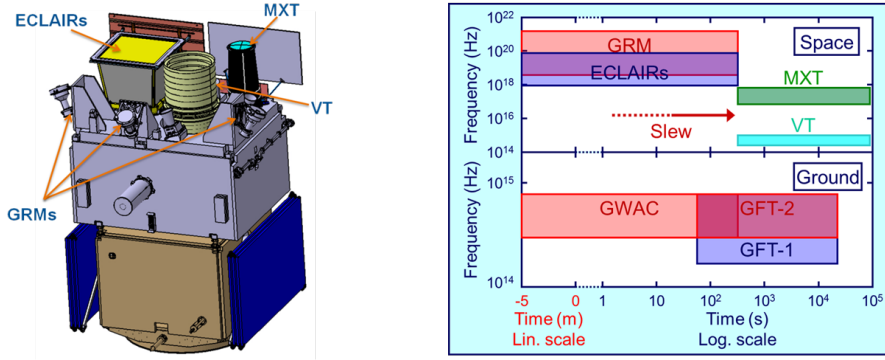 ECLAIRs
MXT
VT
GRMs
Frequency (Hz)
10²²
10²⁰
10¹⁸
10¹⁶
10¹⁴
GRM
ECLAIRs
Space
MXT
Slew
VT
Frequency (Hz)
10¹⁵
10¹⁴
Ground
GWAC
GFT-2
GFT-1
-5 0 1 10 10² 10³ 10⁴ 10⁵
Time (m) Time (s)
Lin. scale Log. scale